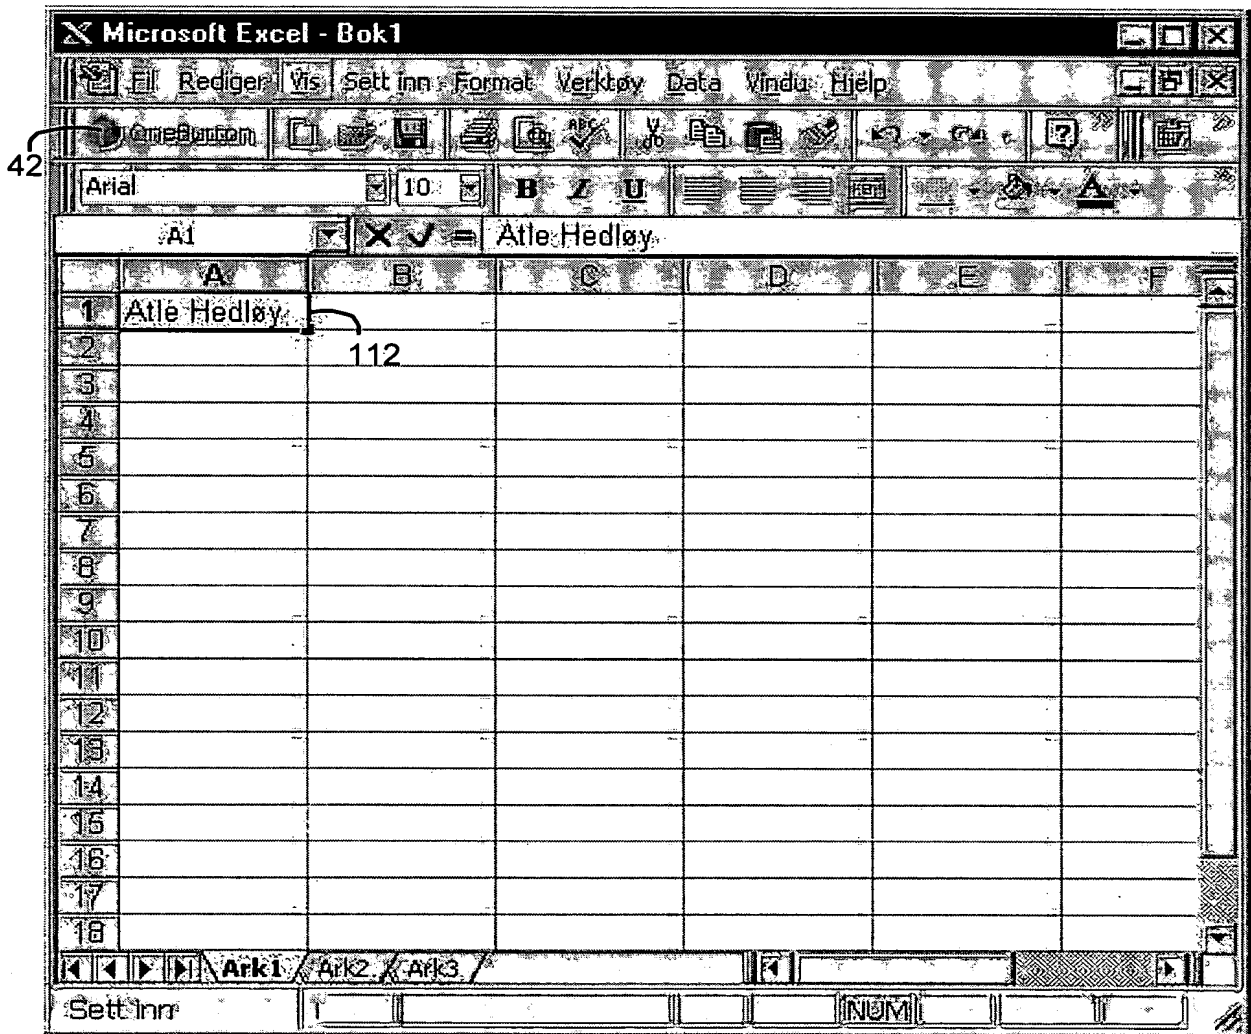 Microsoft Excel - Bok1
Fil Rediger Vis Sett inn Format Verktøy Data Vindu Hjelp
42
OneButton ABC
Arial 10 B I U A
A1 = Atle Hedløy
A B C D E F
1 Atle Hedløy
112
2
3
4
5
6
7
8
9
10
11
12
13
14
15
16
17
18
Ark1 Ark2 Ark3
Sett inn NUM